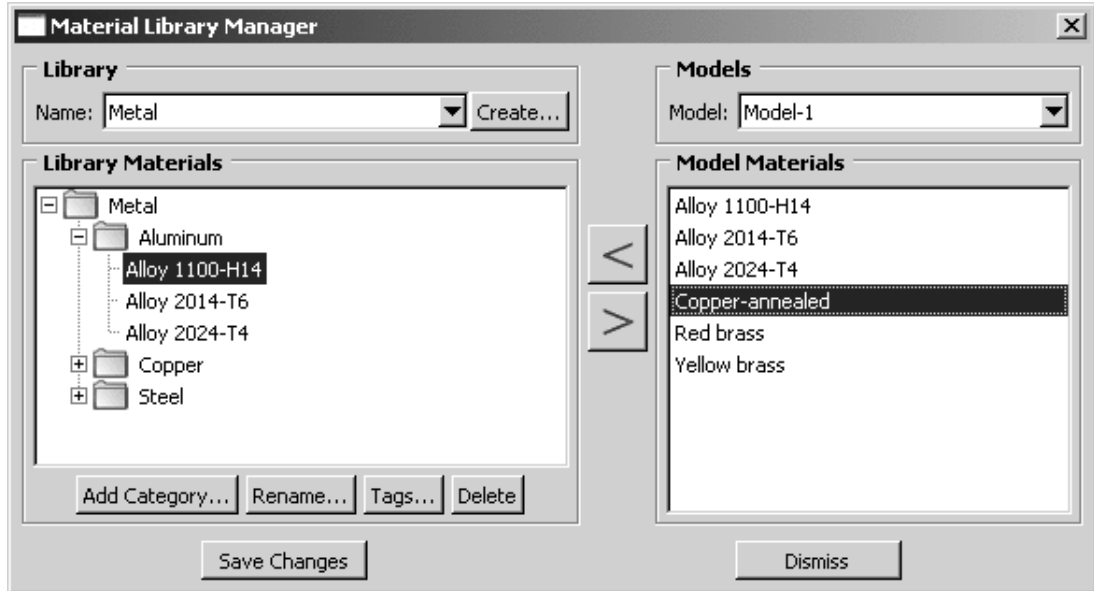 Material Library Manager
Library
Name: Metal Create...
Library Materials
Metal
Aluminum
Alloy 1100-H14
Alloy 2014-T6
Alloy 2024-T4
Copper
Steel
Add Category... Rename... Tags... Delete
Save Changes
<
>
Models
Model: Model-1
Model Materials
Alloy 1100-H14
Alloy 2014-T6
Alloy 2024-T4
Copper-annealed
Red brass
Yellow brass
Dismiss